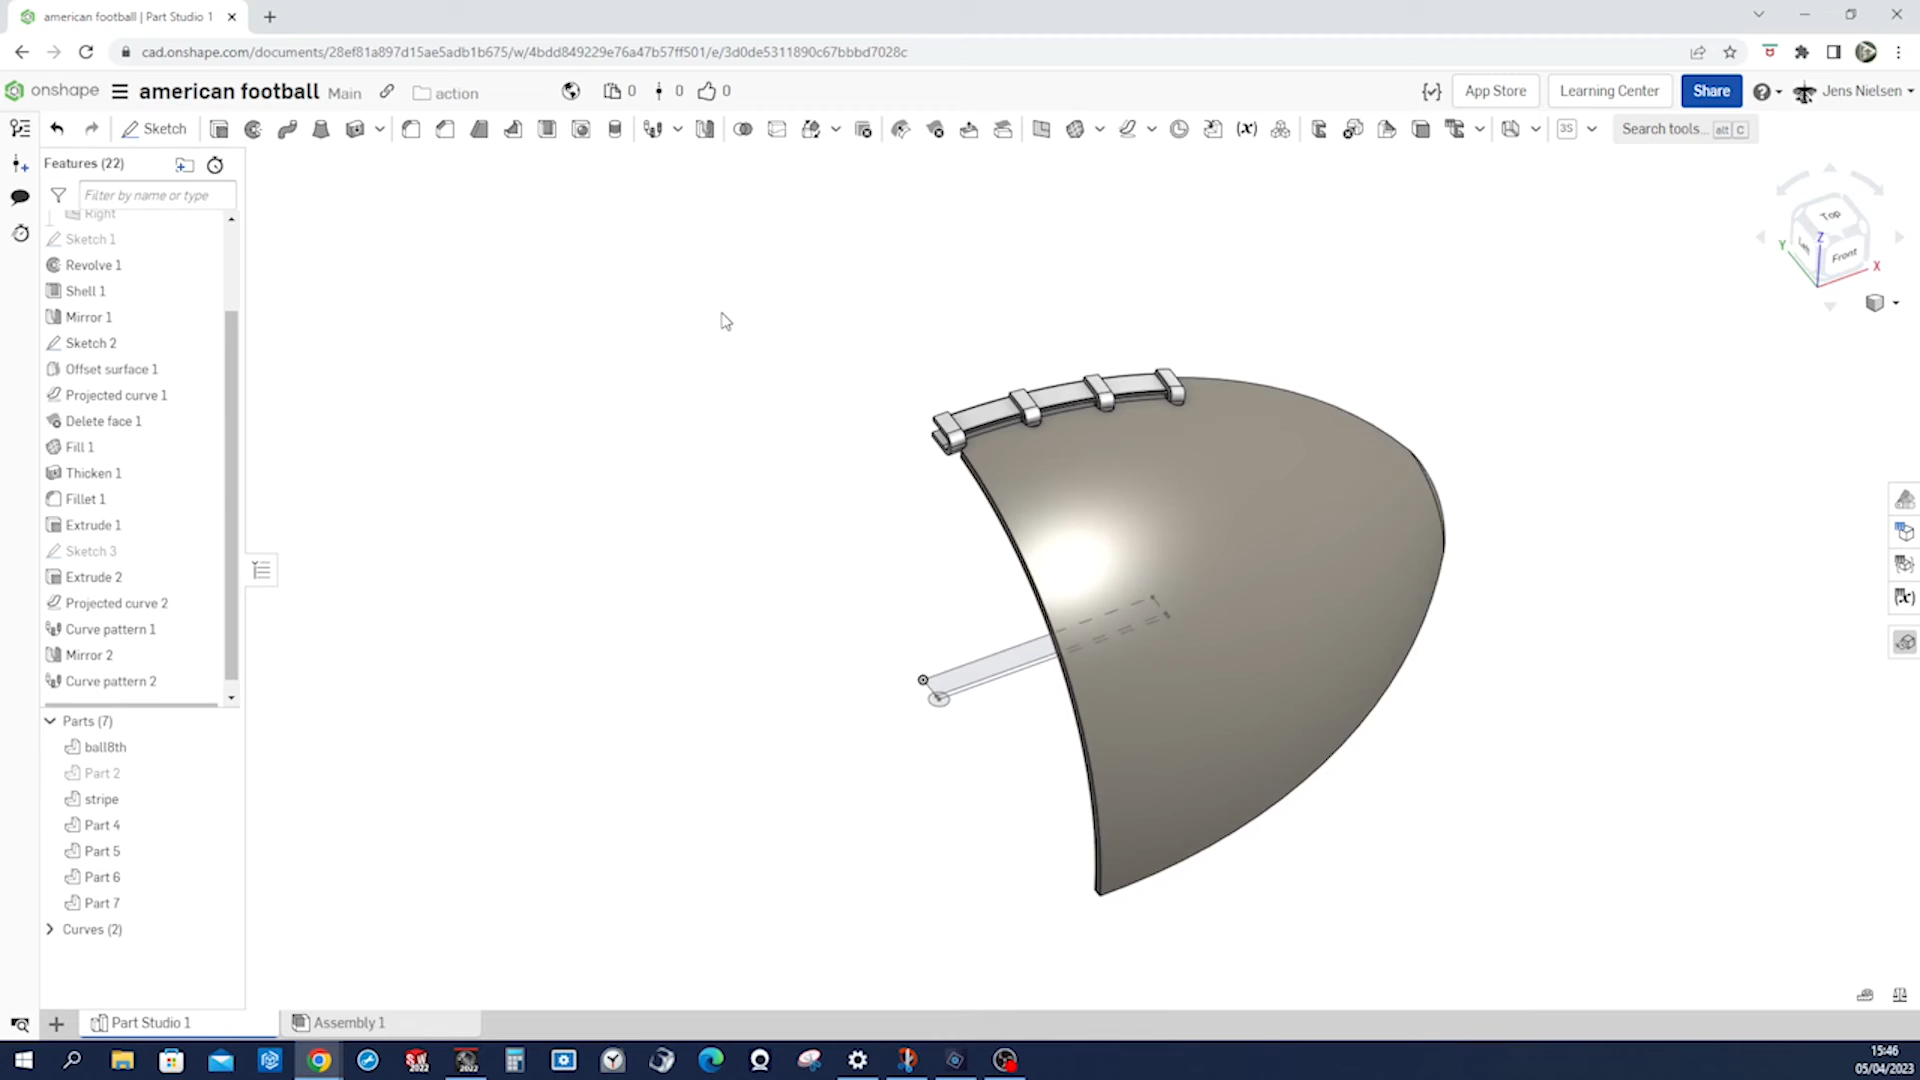 american football | Part Studio 1
cad.onshape.com/documents/28ef81a897d15ae5adb1b675/w/4bdd849229e76a47b57ff501/e/3d0de5311890c67bbbd7028c
onshape american football Main action 0 0 0 App Store Learning Center Share Jens Nielsen
Sketch Search tools... alt C
Features (22)
Filter by name or type
Right
Sketch 1
Revolve 1
Shell 1
Mirror 1
Sketch 2
Offset surface 1
Projected curve 1
Delete face 1
Fill 1
Thicken 1
Fillet 1
Extrude 1
Sketch 3
Extrude 2
Projected curve 2
Curve pattern 1
Mirror 2
Curve pattern 2
Parts (7)
ball8th
Part 2
stripe
Part 4
Part 5
Part 6
Part 7
Curves (2)
Top
Front
X
Y
Z
Part Studio 1
Assembly 1
15:46
05/04/2023